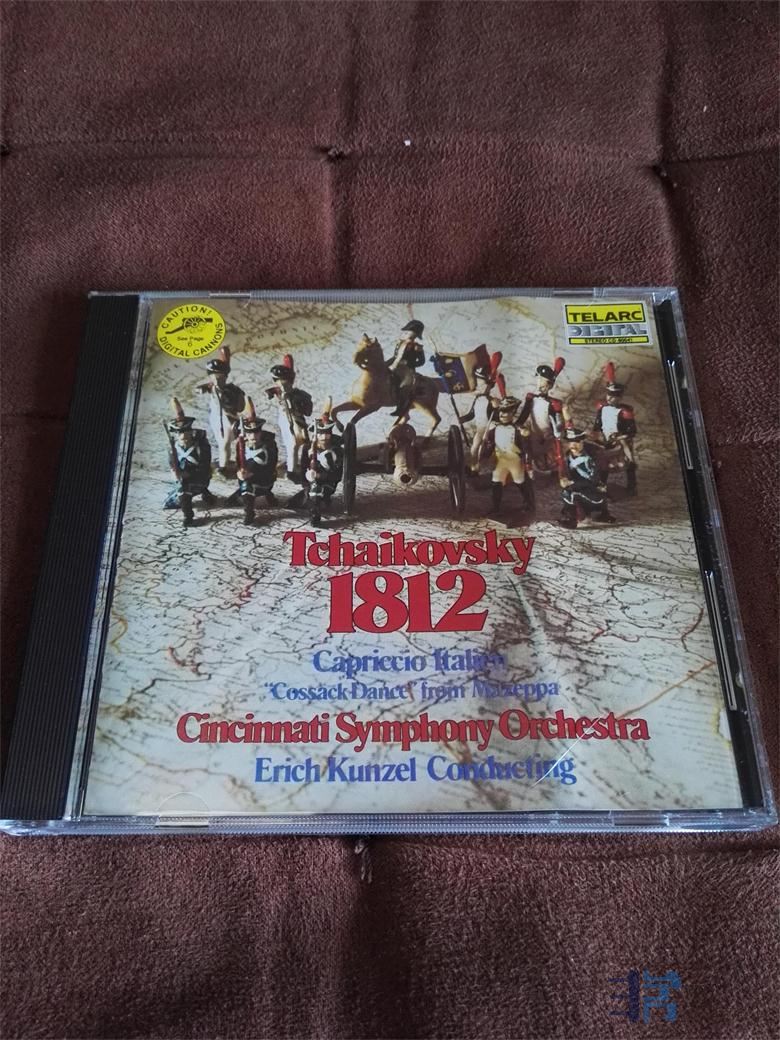 CAUTION!
See Page
6
DIGITAL CANNONS
TELARC
DIGITAL
STEREO CD-80041
Tchaikovsky
1812
Capriccio Italien
"Cossack Dance" from Mazeppa
Cincinnati Symphony Orchestra
Erich Kunzel Conducting